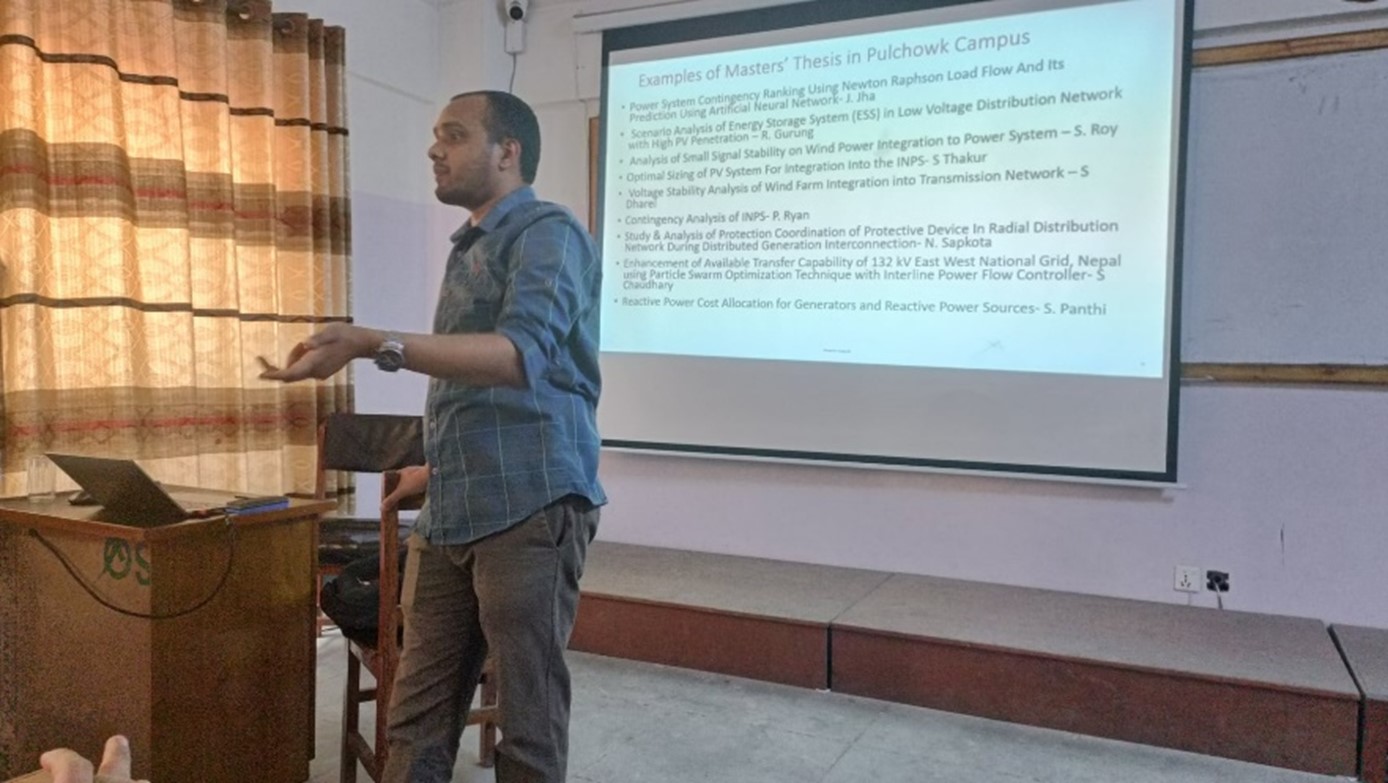 Examples of Masters' Thesis in Pulchowk Campus
• Power System Contingency Ranking Using Newton Raphson Load Flow And Its
Prediction Using Artificial Neural Network- J. Jha
• Scenario Analysis of Energy Storage System (ESS) in Low Voltage Distribution Network
with High PV Penetration – R. Gurung
• Analysis of Small Signal Stability on Wind Power Integration to Power System – S. Roy
• Optimal Sizing of PV System For Integration Into the INPS- S Thakur
• Voltage Stability Analysis of Wind Farm Integration into Transmission Network – S
Dharel
• Contingency Analysis of INPS- P. Ryan
• Study & Analysis of Protection Coordination of Protective Device In Radial Distribution
Network During Distributed Generation Interconnection- N. Sapkota
• Enhancement of Available Transfer Capability of 132 kV East West National Grid, Nepal
using Particle Swarm Optimization Technique with Interline Power Flow Controller- S
Chaudhary
• Reactive Power Cost Allocation for Generators and Reactive Power Sources- S. Panthi